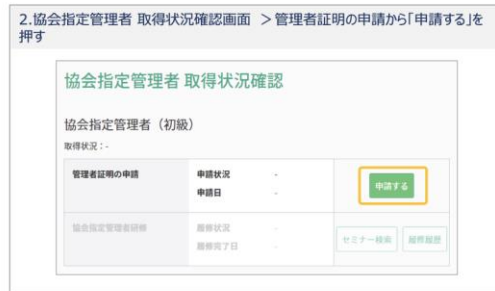 2.協会指定管理者 取得状況確認画面 ＞管理者証明の申請から「申請する」を
押す
協会指定管理者 取得状況確認
協会指定管理者（初級）
取得状況：-
管理者証明の申請 申請状況 - 申請する
申請日 -
協会指定管理者研修 履修状況 - セミナー検索 履修履歴
履修完了日 -